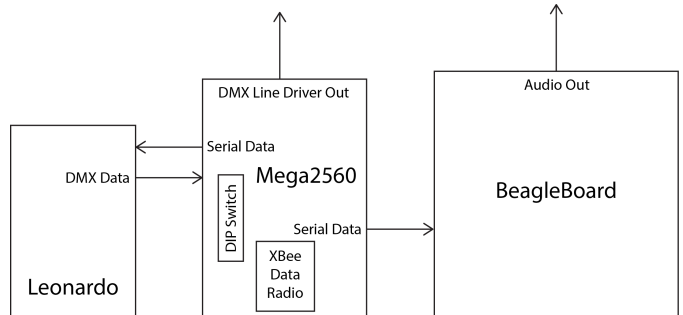 DMX Line Driver Out
Audio Out
Serial Data
DMX Data
Mega2560
BeagleBoard
DIP Switch
Serial Data
XBee
Data
Radio
Leonardo